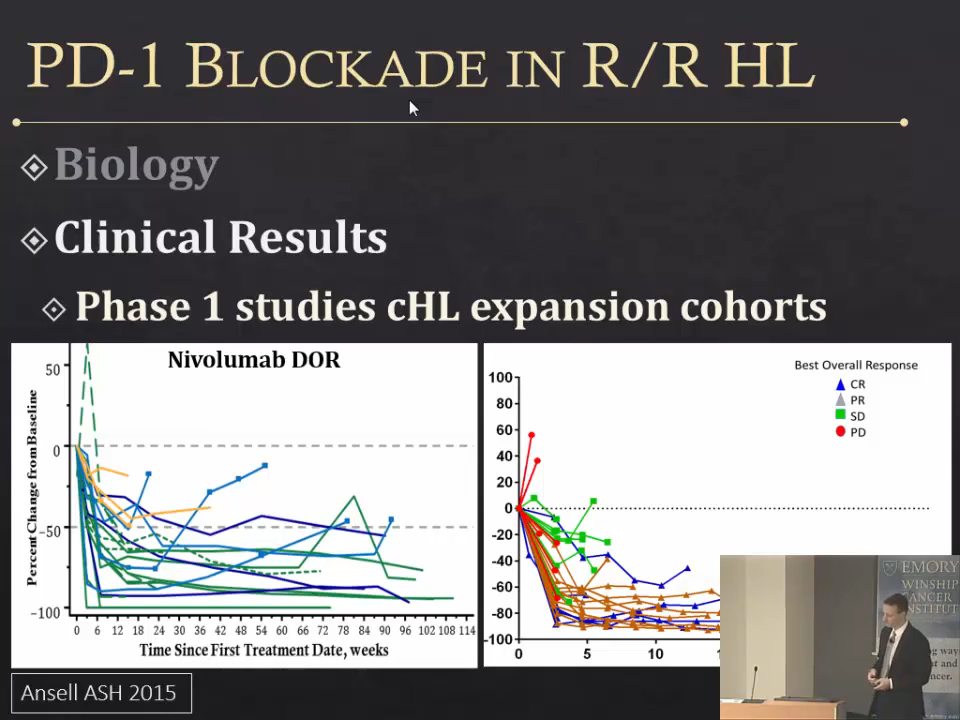 PD-1 BLOCKADE IN R/R HL
Biology
Clinical Results
Phase 1 studies cHL expansion cohorts
Nivolumab DOR
Percent Change from Baseline
50
0
-50
-100
0 6 12 18 24 30 36 42 48 54 60 66 72 78 84 90 96 102 108 114
Time Since First Treatment Date, weeks
Best Overall Response
CR
PR
SD
PD
100
80
60
40
20
0
-20
-40
-60
-80
-100
0 5 10
Ansell ASH 2015
EMORY
WINSHIP
CANCER
INSTITUT